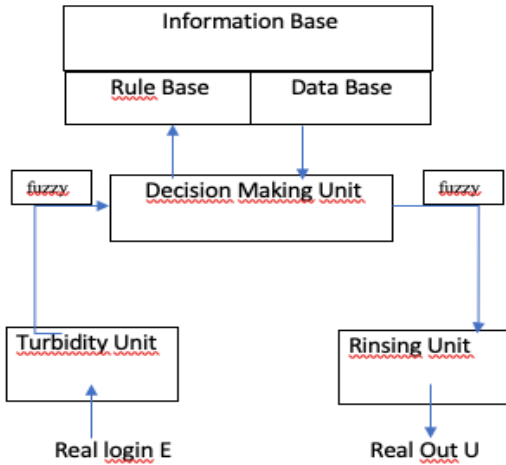 Information Base
Rule Base
Data Base
fuzzy
Decision Making Unit
fuzzy
Turbidity Unit
Rinsing Unit
Real login E
Real Out U